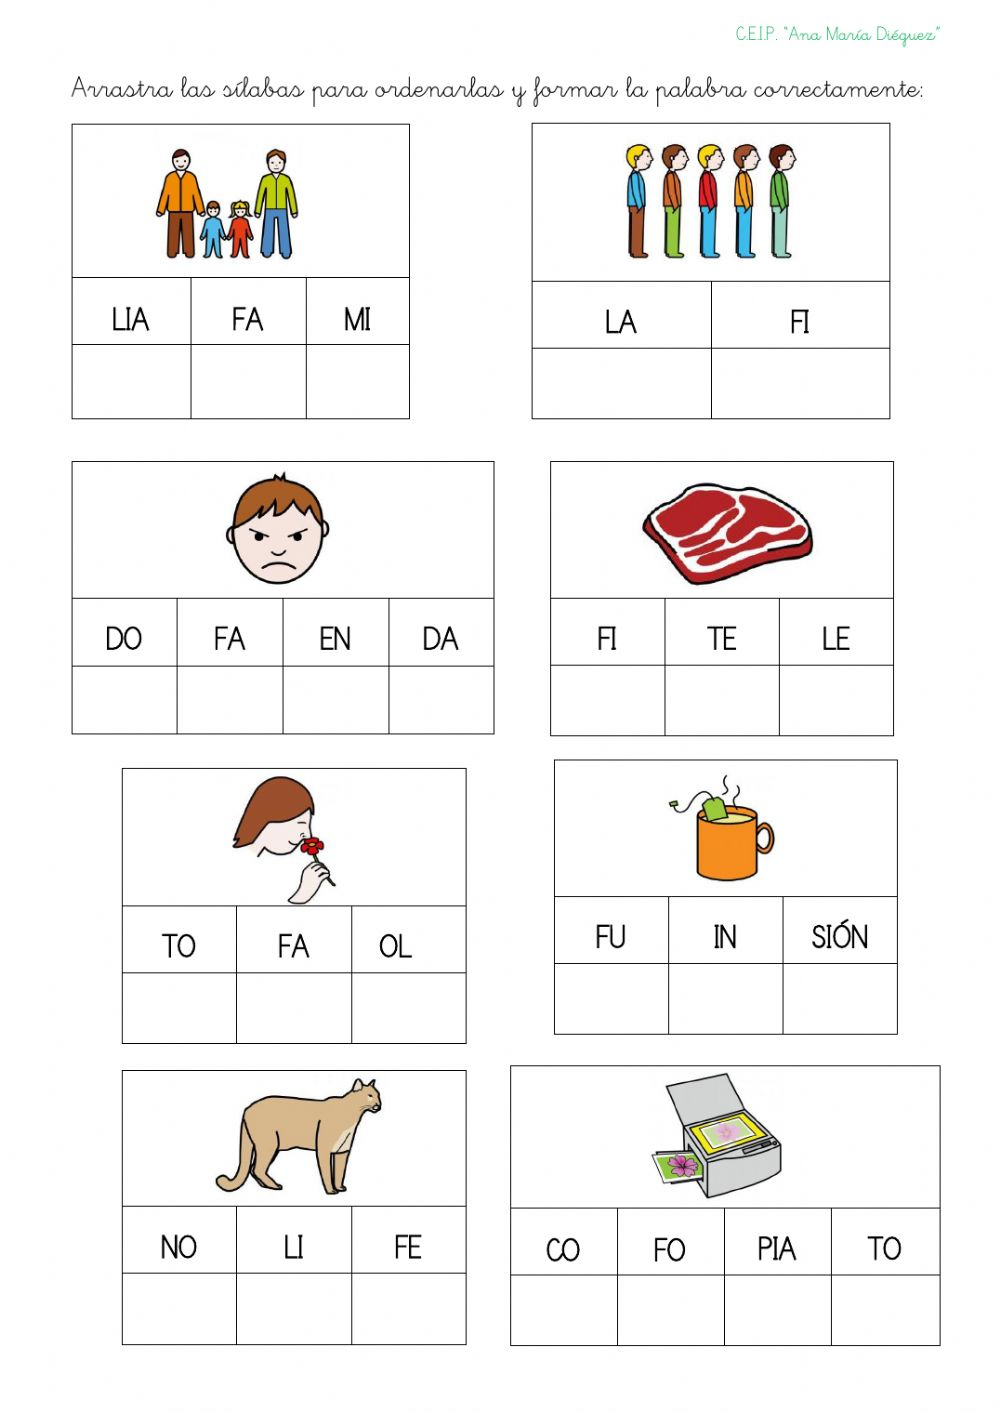 C.E.I.P. "Ana María Diéguez"
Arrastra las sílabas para ordenarlas y formar la palabra correctamente:
LIA FA MI
LA FI
DO FA EN DA
FI TE LE
TO FA OL
FU IN SIÓN
NO LI FE
CO FO PIA TO